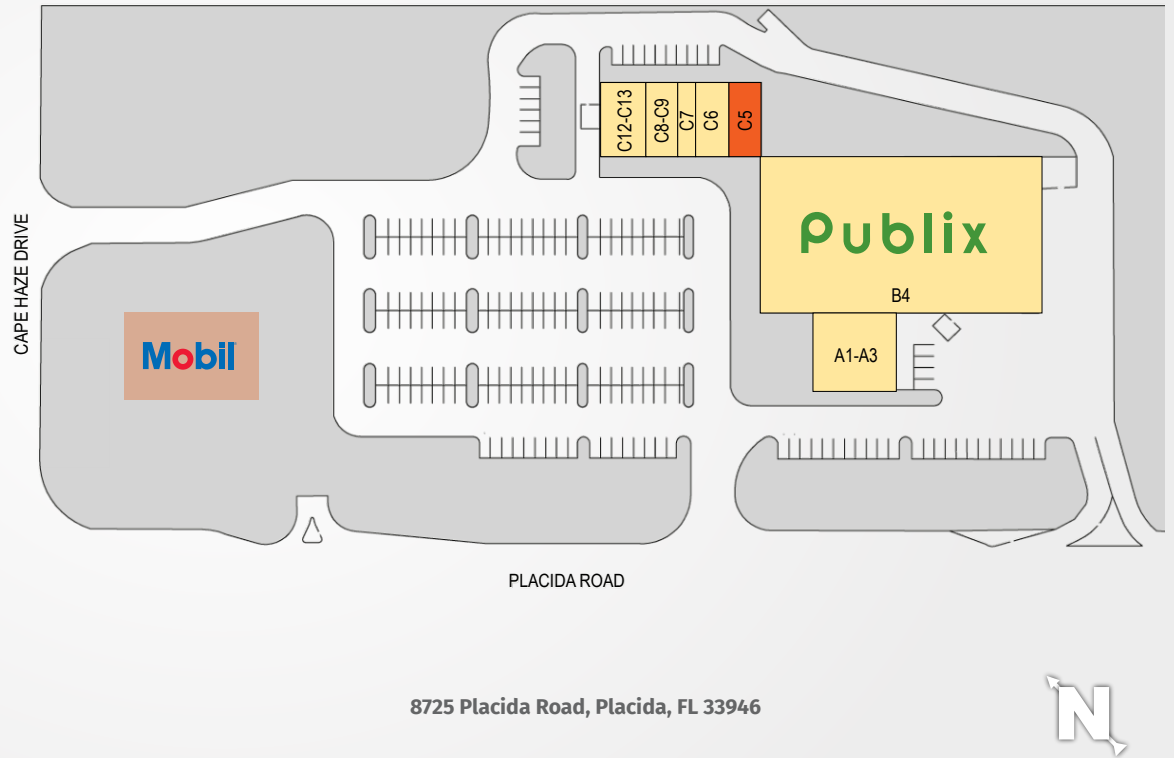 C12-C13
C8-C9
C7
C6
C5
Publix
B4
A1-A3
CAPE HAZE DRIVE
Mobil
PLACIDA ROAD
8725 Placida Road, Placida, FL 33946
N